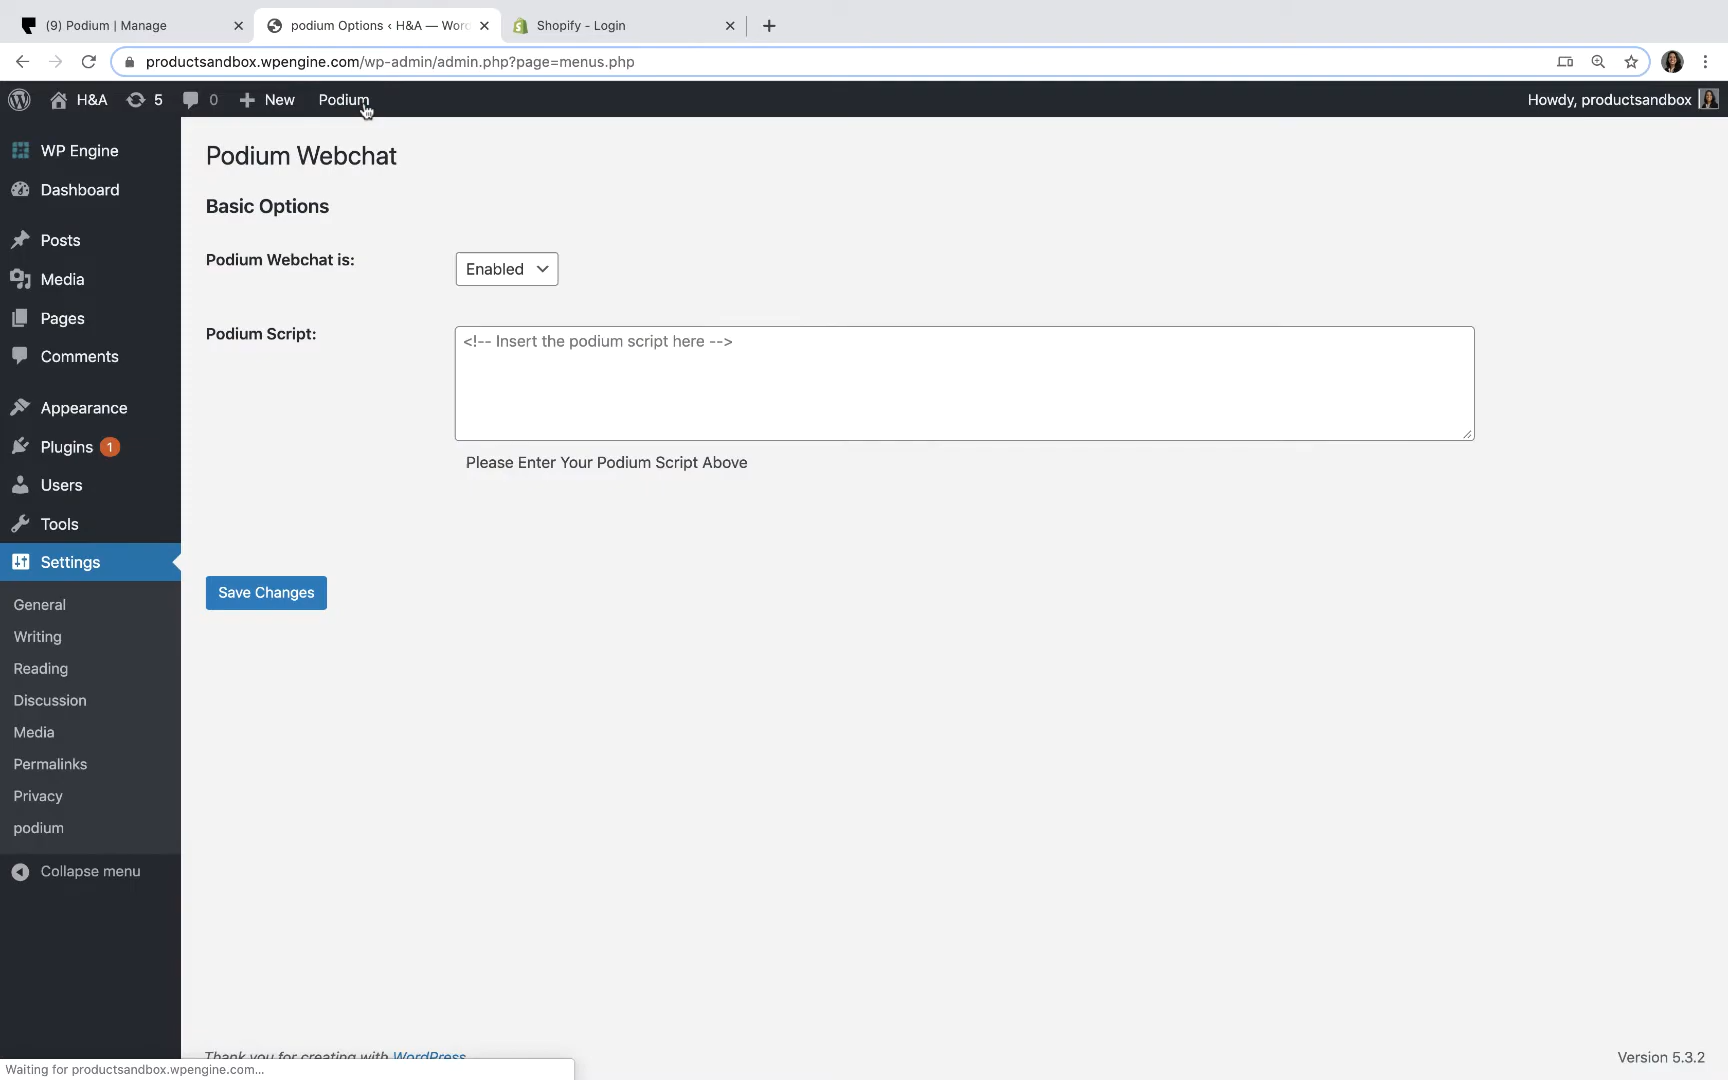 (9) Podium | Manage
podium Options ‹ H&A — Word
Shopify - Login
productsandbox.wpengine.com/wp-admin/admin.php?page=menus.php
H&A
5
0
New
Podium
Howdy, productsandbox
WP Engine
Dashboard
Posts
Media
Pages
Comments
Appearance
Plugins 1
Users
Tools
Settings
General
Writing
Reading
Discussion
Media
Permalinks
Privacy
podium
Collapse menu
Podium Webchat
Basic Options
Podium Webchat is:
Enabled
Podium Script:
<!-- Insert the podium script here -->
Please Enter Your Podium Script Above
Save Changes
Thank you for creating with WordPress
Version 5.3.2
Waiting for productsandbox.wpengine.com...